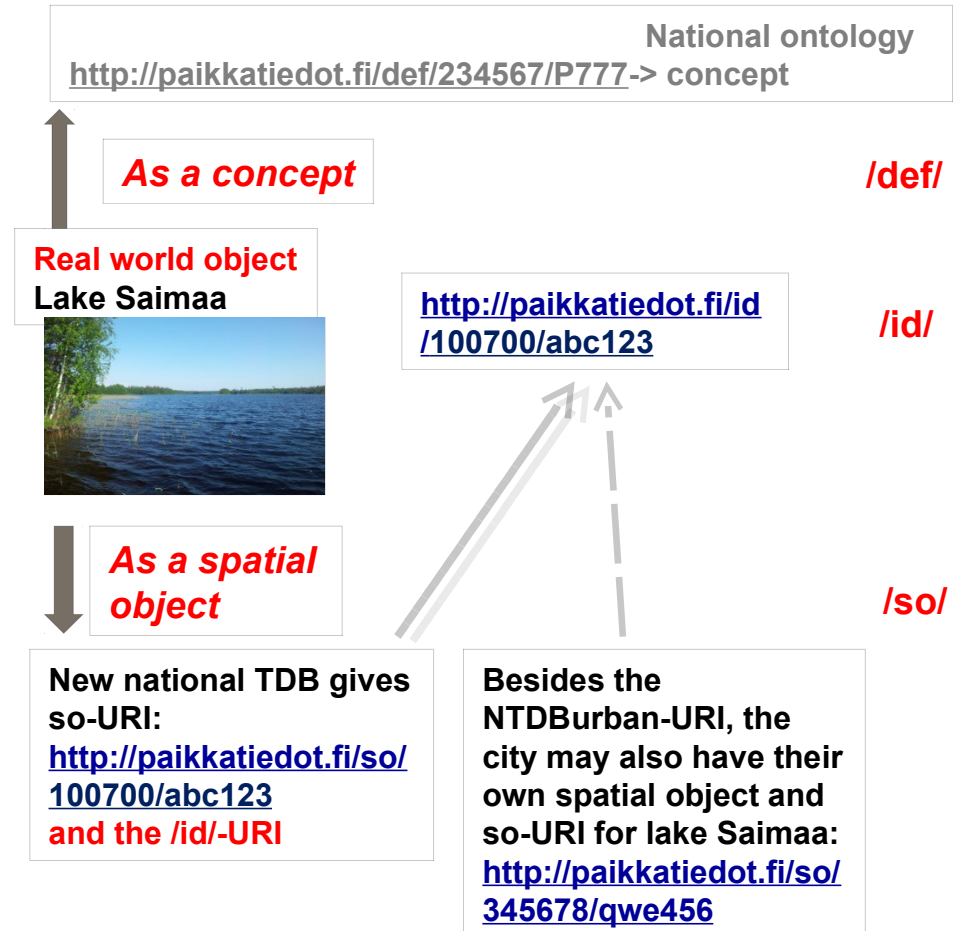 National ontology
http://paikkatiedot.fi/def/234567/P777-> concept
As a concept
/def/
Real world object
Lake Saimaa
http://paikkatiedot.fi/id
/100700/abc123
/id/
As a spatial
object
/so/
New national TDB gives
so-URI:
http://paikkatiedot.fi/so/
100700/abc123
and the /id/-URI
Besides the
NTDBurban-URI, the
city may also have their
own spatial object and
so-URI for lake Saimaa:
http://paikkatiedot.fi/so/
345678/qwe456